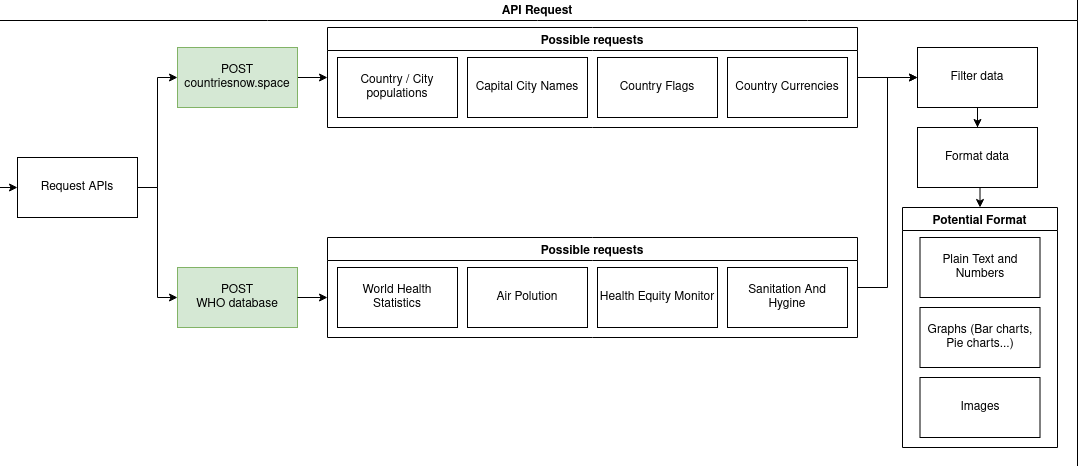 API Request
Request APIs
POST
countriesnow.space
Possible requests
Country / City
populations
Capital City Names
Country Flags
Country Currencies
POST
WHO database
Possible requests
World Health
Statistics
Air Polution
Health Equity Monitor
Sanitation And
Hygine
Filter data
Format data
Potential Format
Plain Text and
Numbers
Graphs (Bar charts,
Pie charts...)
Images